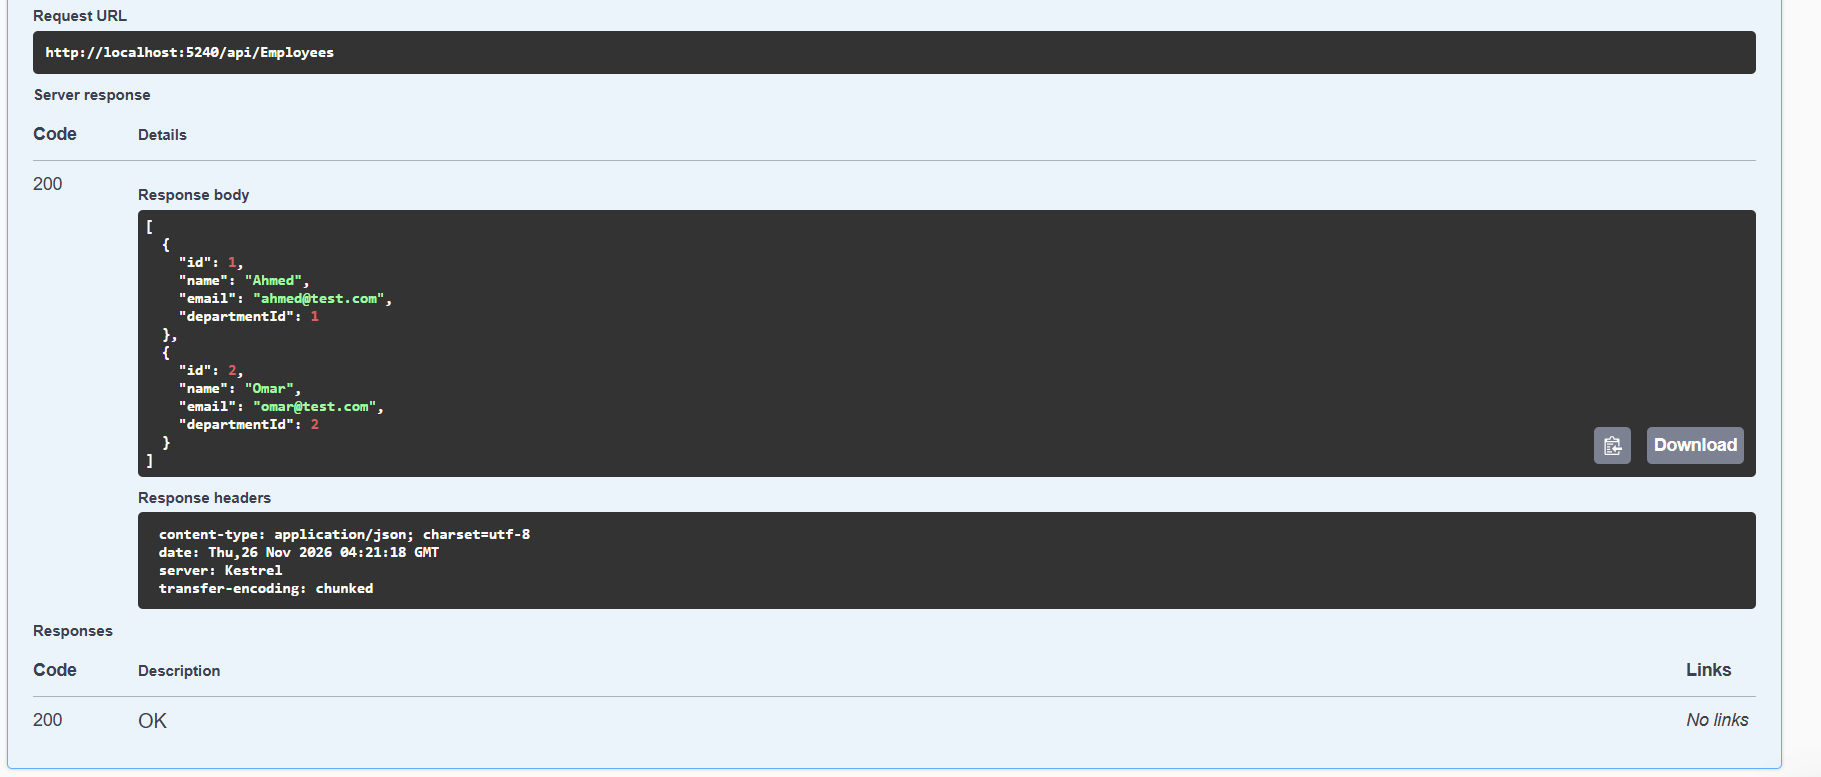 Request URL
http://localhost:5240/api/Employees
Server response
Code Details
200
Response body
[
  {
    "id": 1,
    "name": "Ahmed",
    "email": "ahmed@test.com",
    "departmentId": 1
  },
  {
    "id": 2,
    "name": "Omar",
    "email": "omar@test.com",
    "departmentId": 2
  }
]
Download
Response headers
content-type: application/json; charset=utf-8
date: Thu,26 Nov 2026 04:21:18 GMT
server: Kestrel
transfer-encoding: chunked
Responses
Code Description Links
200 OK No links